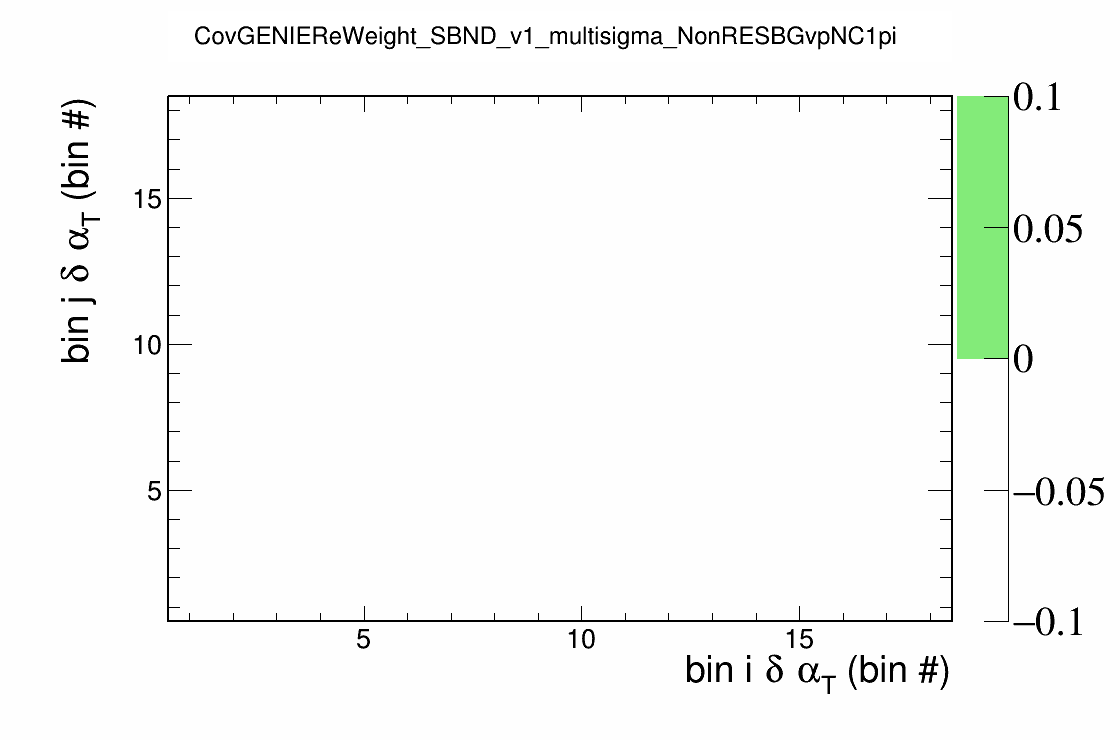 CovGENIEReWeight_SBND_v1_multisigma_NonRESBGvpNC1pi
bin j δ α_T (bin #)
15
10
5
5 10 15
bin i δ α_T (bin #)
0.1
0.05
0
−0.05
−0.1